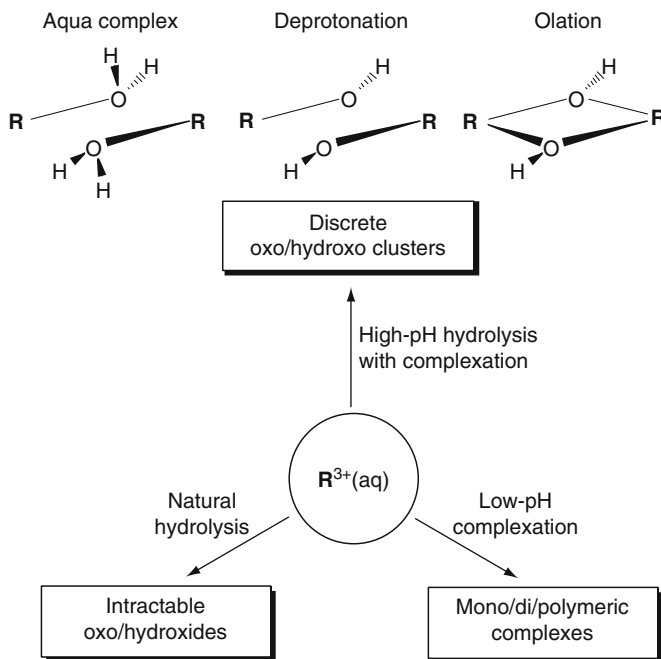 Aqua complex
Deprotonation
Olation
H
H
O
R
R
O
H
H
H
O
R
R
O
H
H
O
R
R
O
H
Discrete
oxo/hydroxo clusters
High-pH hydrolysis
with complexation
R³⁺(aq)
Natural
hydrolysis
Low-pH
complexation
Intractable
oxo/hydroxides
Mono/di/polymeric
complexes